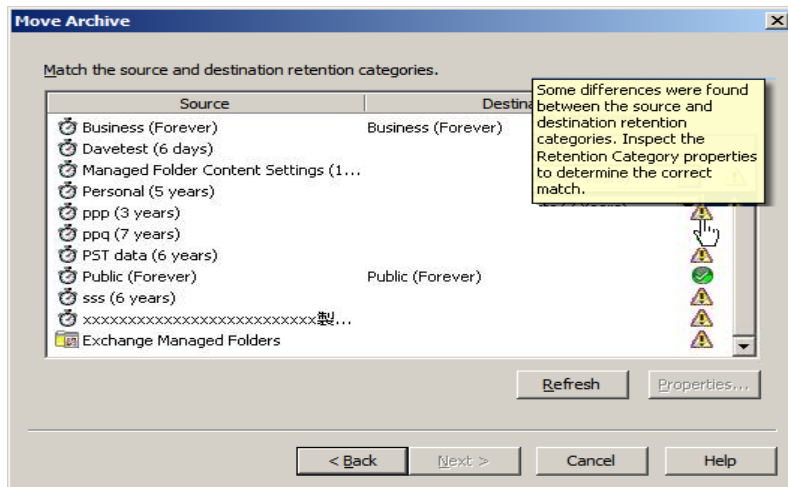 Move Archive
Match the source and destination retention categories.
Source
Destina
Some differences were found
between the source and
destination retention
categories. Inspect the
Retention Category properties
to determine the correct
match.
Business (Forever) Business (Forever)
Davetest (6 days)
Managed Folder Content Settings (1...
Personal (5 years)
ppp (3 years)
ppq (7 years)
PST data (6 years)
Public (Forever) Public (Forever)
sss (6 years)
xxxxxxxxxxxxxxxxxxxxxxxxxx製...
Exchange Managed Folders
Refresh Properties...
< Back Next > Cancel Help